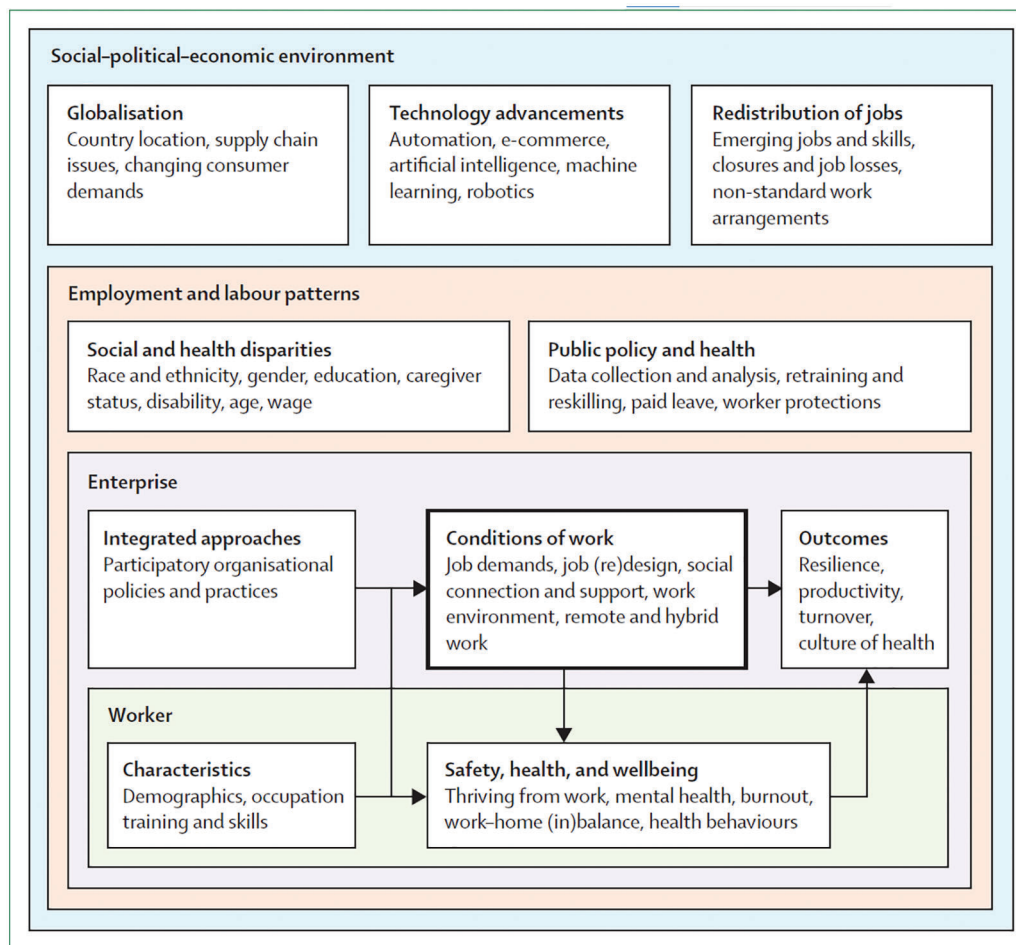 Social–political–economic environment
Globalisation
Country location, supply chain
issues, changing consumer
demands
Technology advancements
Automation, e-commerce,
artificial intelligence, machine
learning, robotics
Redistribution of jobs
Emerging jobs and skills,
closures and job losses,
non-standard work
arrangements
Employment and labour patterns
Social and health disparities
Race and ethnicity, gender, education, caregiver
status, disability, age, wage
Public policy and health
Data collection and analysis, retraining and
reskilling, paid leave, worker protections
Enterprise
Integrated approaches
Participatory organisational
policies and practices
Conditions of work
Job demands, job (re)design, social
connection and support, work
environment, remote and hybrid
work
Outcomes
Resilience,
productivity,
turnover,
culture of health
Worker
Characteristics
Demographics, occupation
training and skills
Safety, health, and wellbeing
Thriving from work, mental health, burnout,
work–home (in)balance, health behaviours